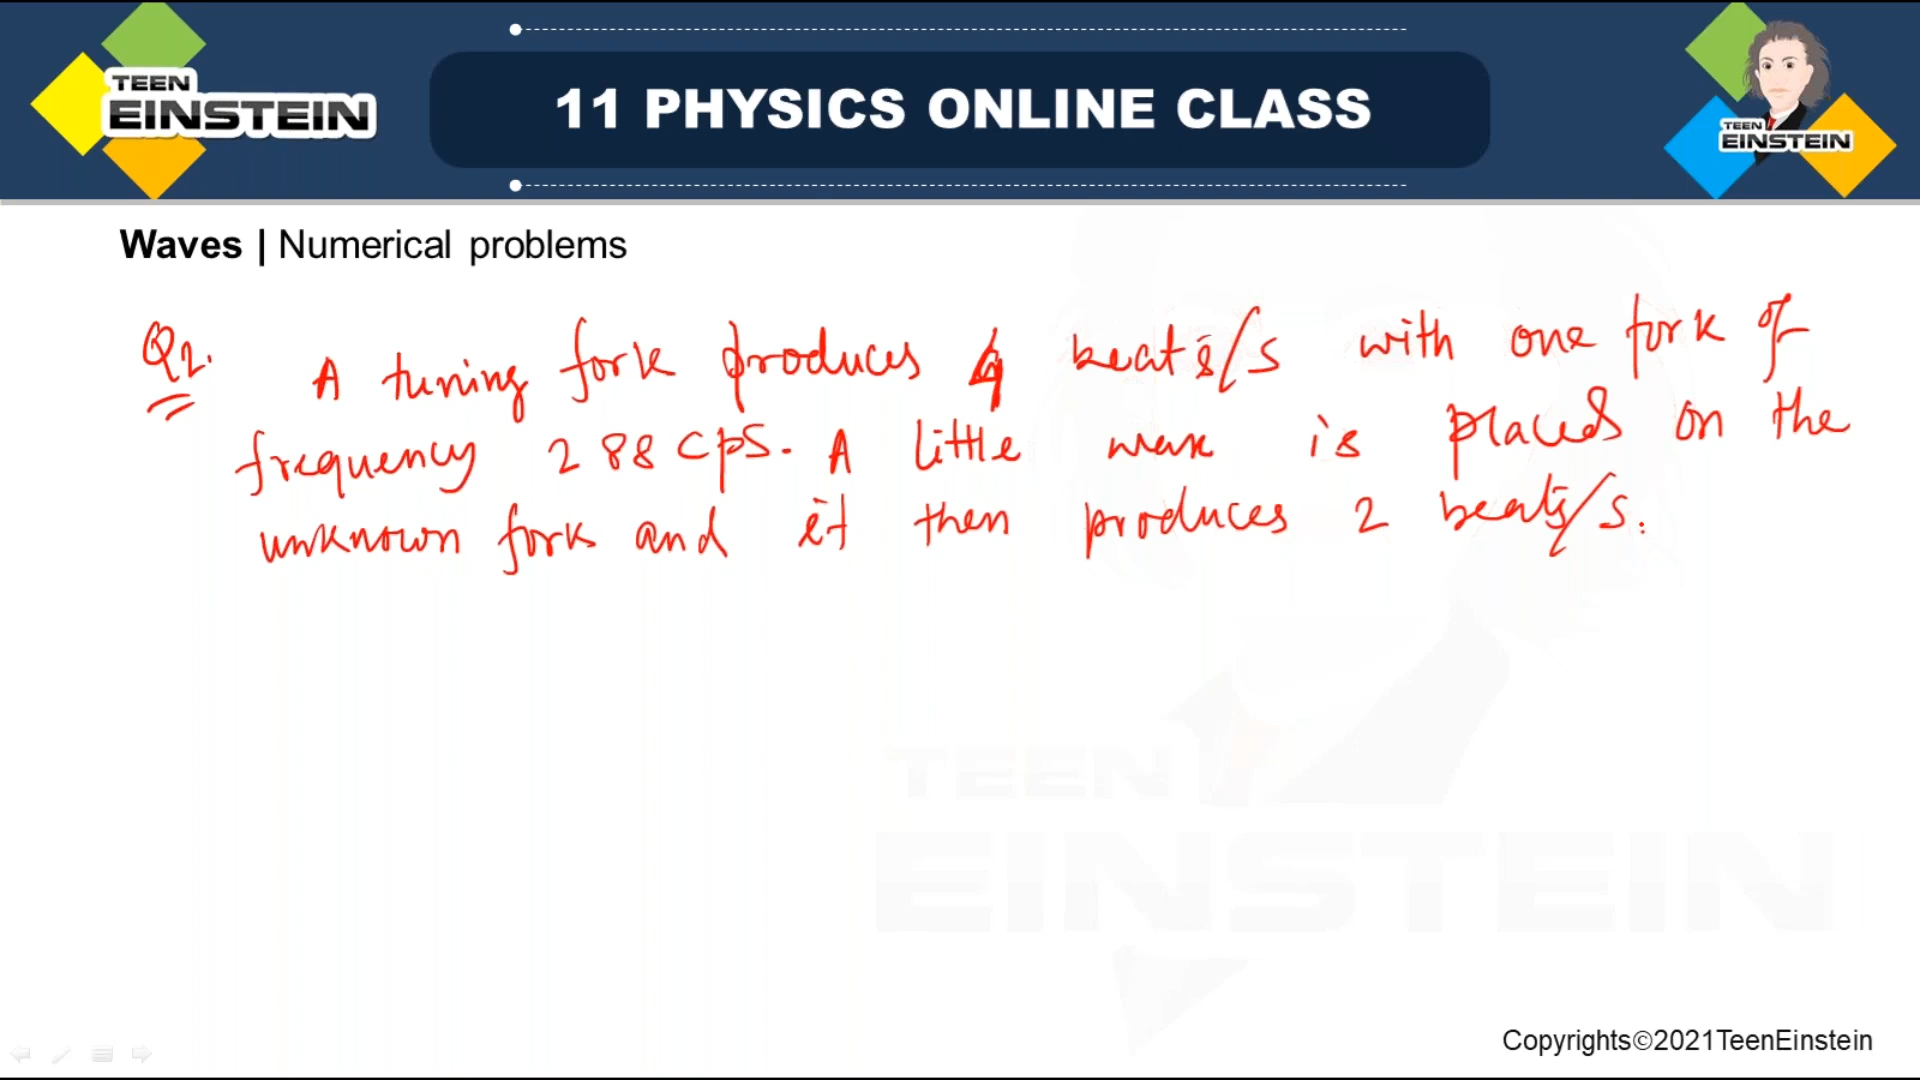 TEEN
EINSTEIN
11 PHYSICS ONLINE CLASS
TEEN
EINSTEIN
Waves | Numerical problems
Q2. A tuning fork produces 4 beats/s with one fork of
frequency 288 cps. A little wax is placed on the
unknown fork and it then produces 2 beats/s.
TEEN
EINSTEIN
Copyrights©2021TeenEinstein